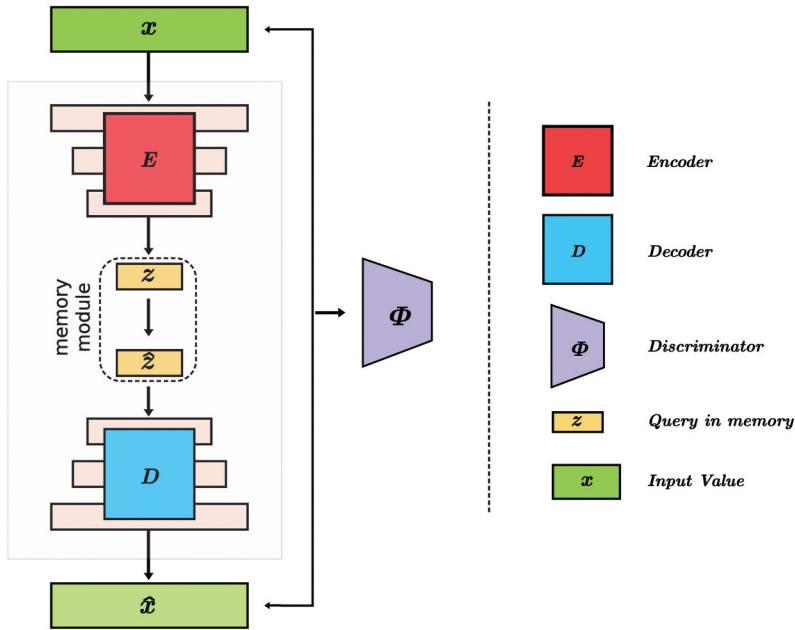 x
E
memory
module
z
ẑ
D
x̂
Φ
E Encoder
D Decoder
Φ Discriminator
z Query in memory
x Input Value